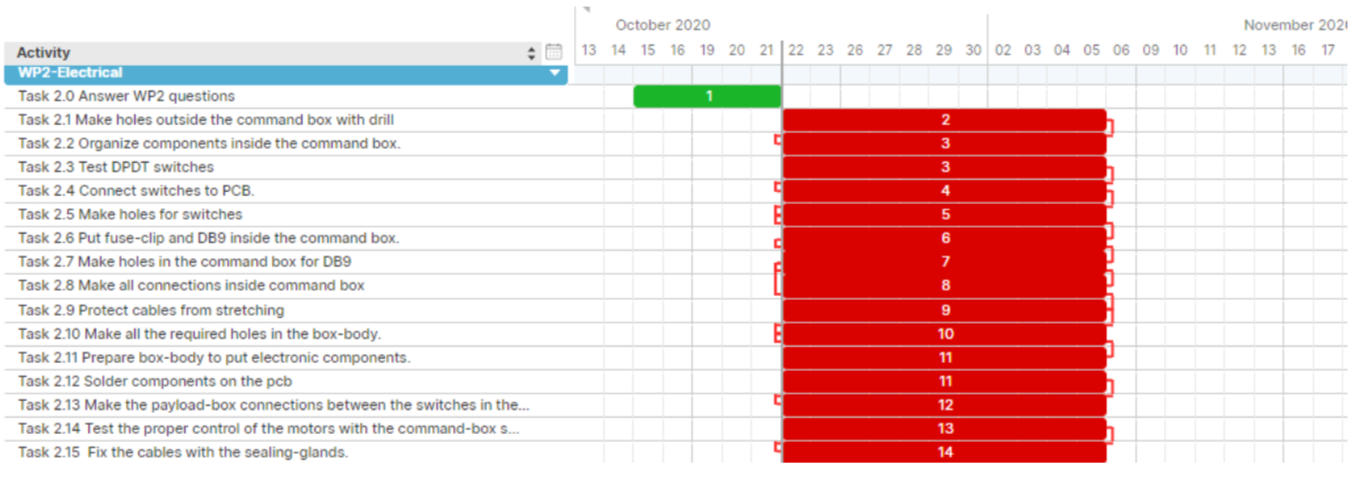 October 2020 November 202
Activity 13 14 15 16 19 20 21 22 23 26 27 28 29 30 02 03 04 05 06 09 10 11 12 13 16 17
WP2-Electrical
Task 2.0 Answer WP2 questions 1
Task 2.1 Make holes outside the command box with drill 2
Task 2.2 Organize components inside the command box. 3
Task 2.3 Test DPDT switches 3
Task 2.4 Connect switches to PCB. 4
Task 2.5 Make holes for switches 5
Task 2.6 Put fuse-clip and DB9 inside the command box. 6
Task 2.7 Make holes in the command box for DB9 7
Task 2.8 Make all connections inside command box 8
Task 2.9 Protect cables from stretching 9
Task 2.10 Make all the required holes in the box-body. 10
Task 2.11 Prepare box-body to put electronic components. 11
Task 2.12 Solder components on the pcb 11
Task 2.13 Make the payload-box connections between the switches in the... 12
Task 2.14 Test the proper control of the motors with the command-box s... 13
Task 2.15 Fix the cables with the sealing-glands. 14